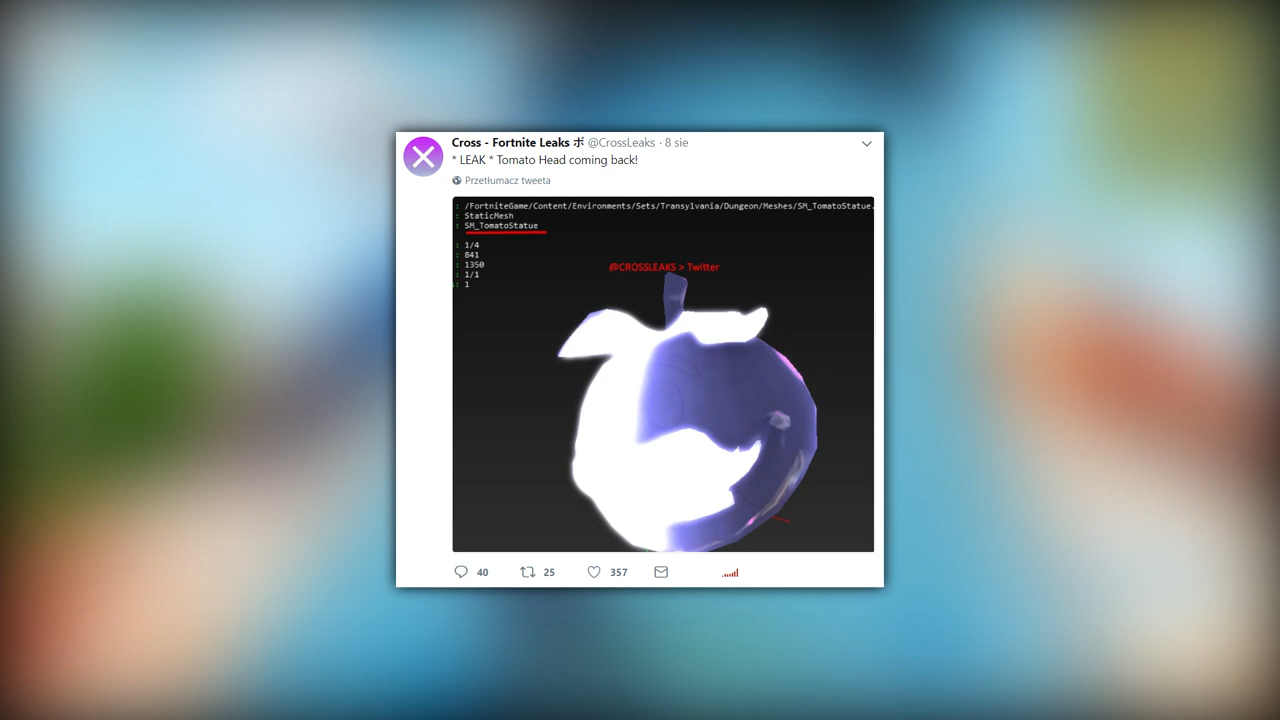 Cross - Fortnite Leaks ボ @CrossLeaks · 8 sie
* LEAK * Tomato Head coming back!
Przetłumacz tweeta
: /FortniteGame/Content/Environments/Sets/Transylvania/Dungeon/Meshes/SM_TomatoStatue.
: StaticMesh
: SM_TomatoStatue
: 1/4
: 841
: 1350
: 1/1
: 1
@CROSSLEAKS > Twitter
40 25 357